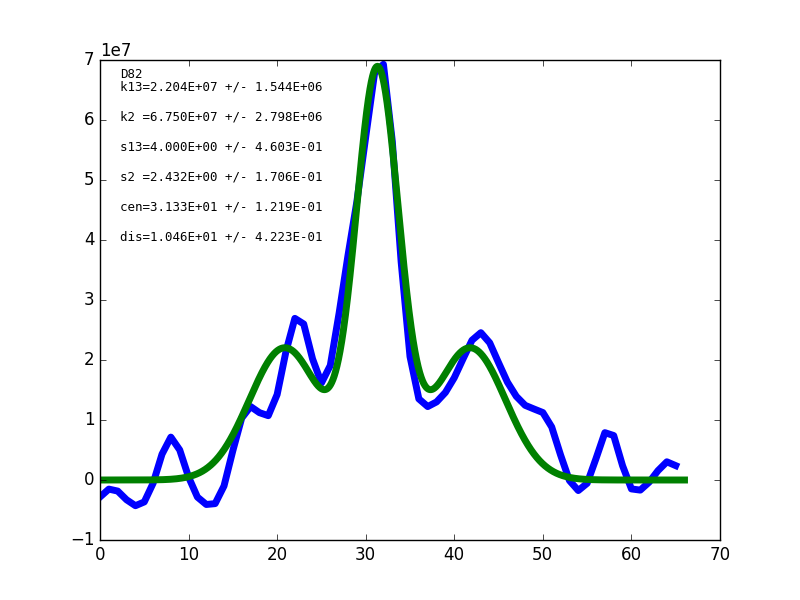 1e7
D82
k13=2.204E+07 +/- 1.544E+06
k2 =6.750E+07 +/- 2.798E+06
s13=4.000E+00 +/- 4.603E-01
s2 =2.432E+00 +/- 1.706E-01
cen=3.133E+01 +/- 1.219E-01
dis=1.046E+01 +/- 4.223E-01
7
6
5
4
3
2
1
0
−1
0 10 20 30 40 50 60 70